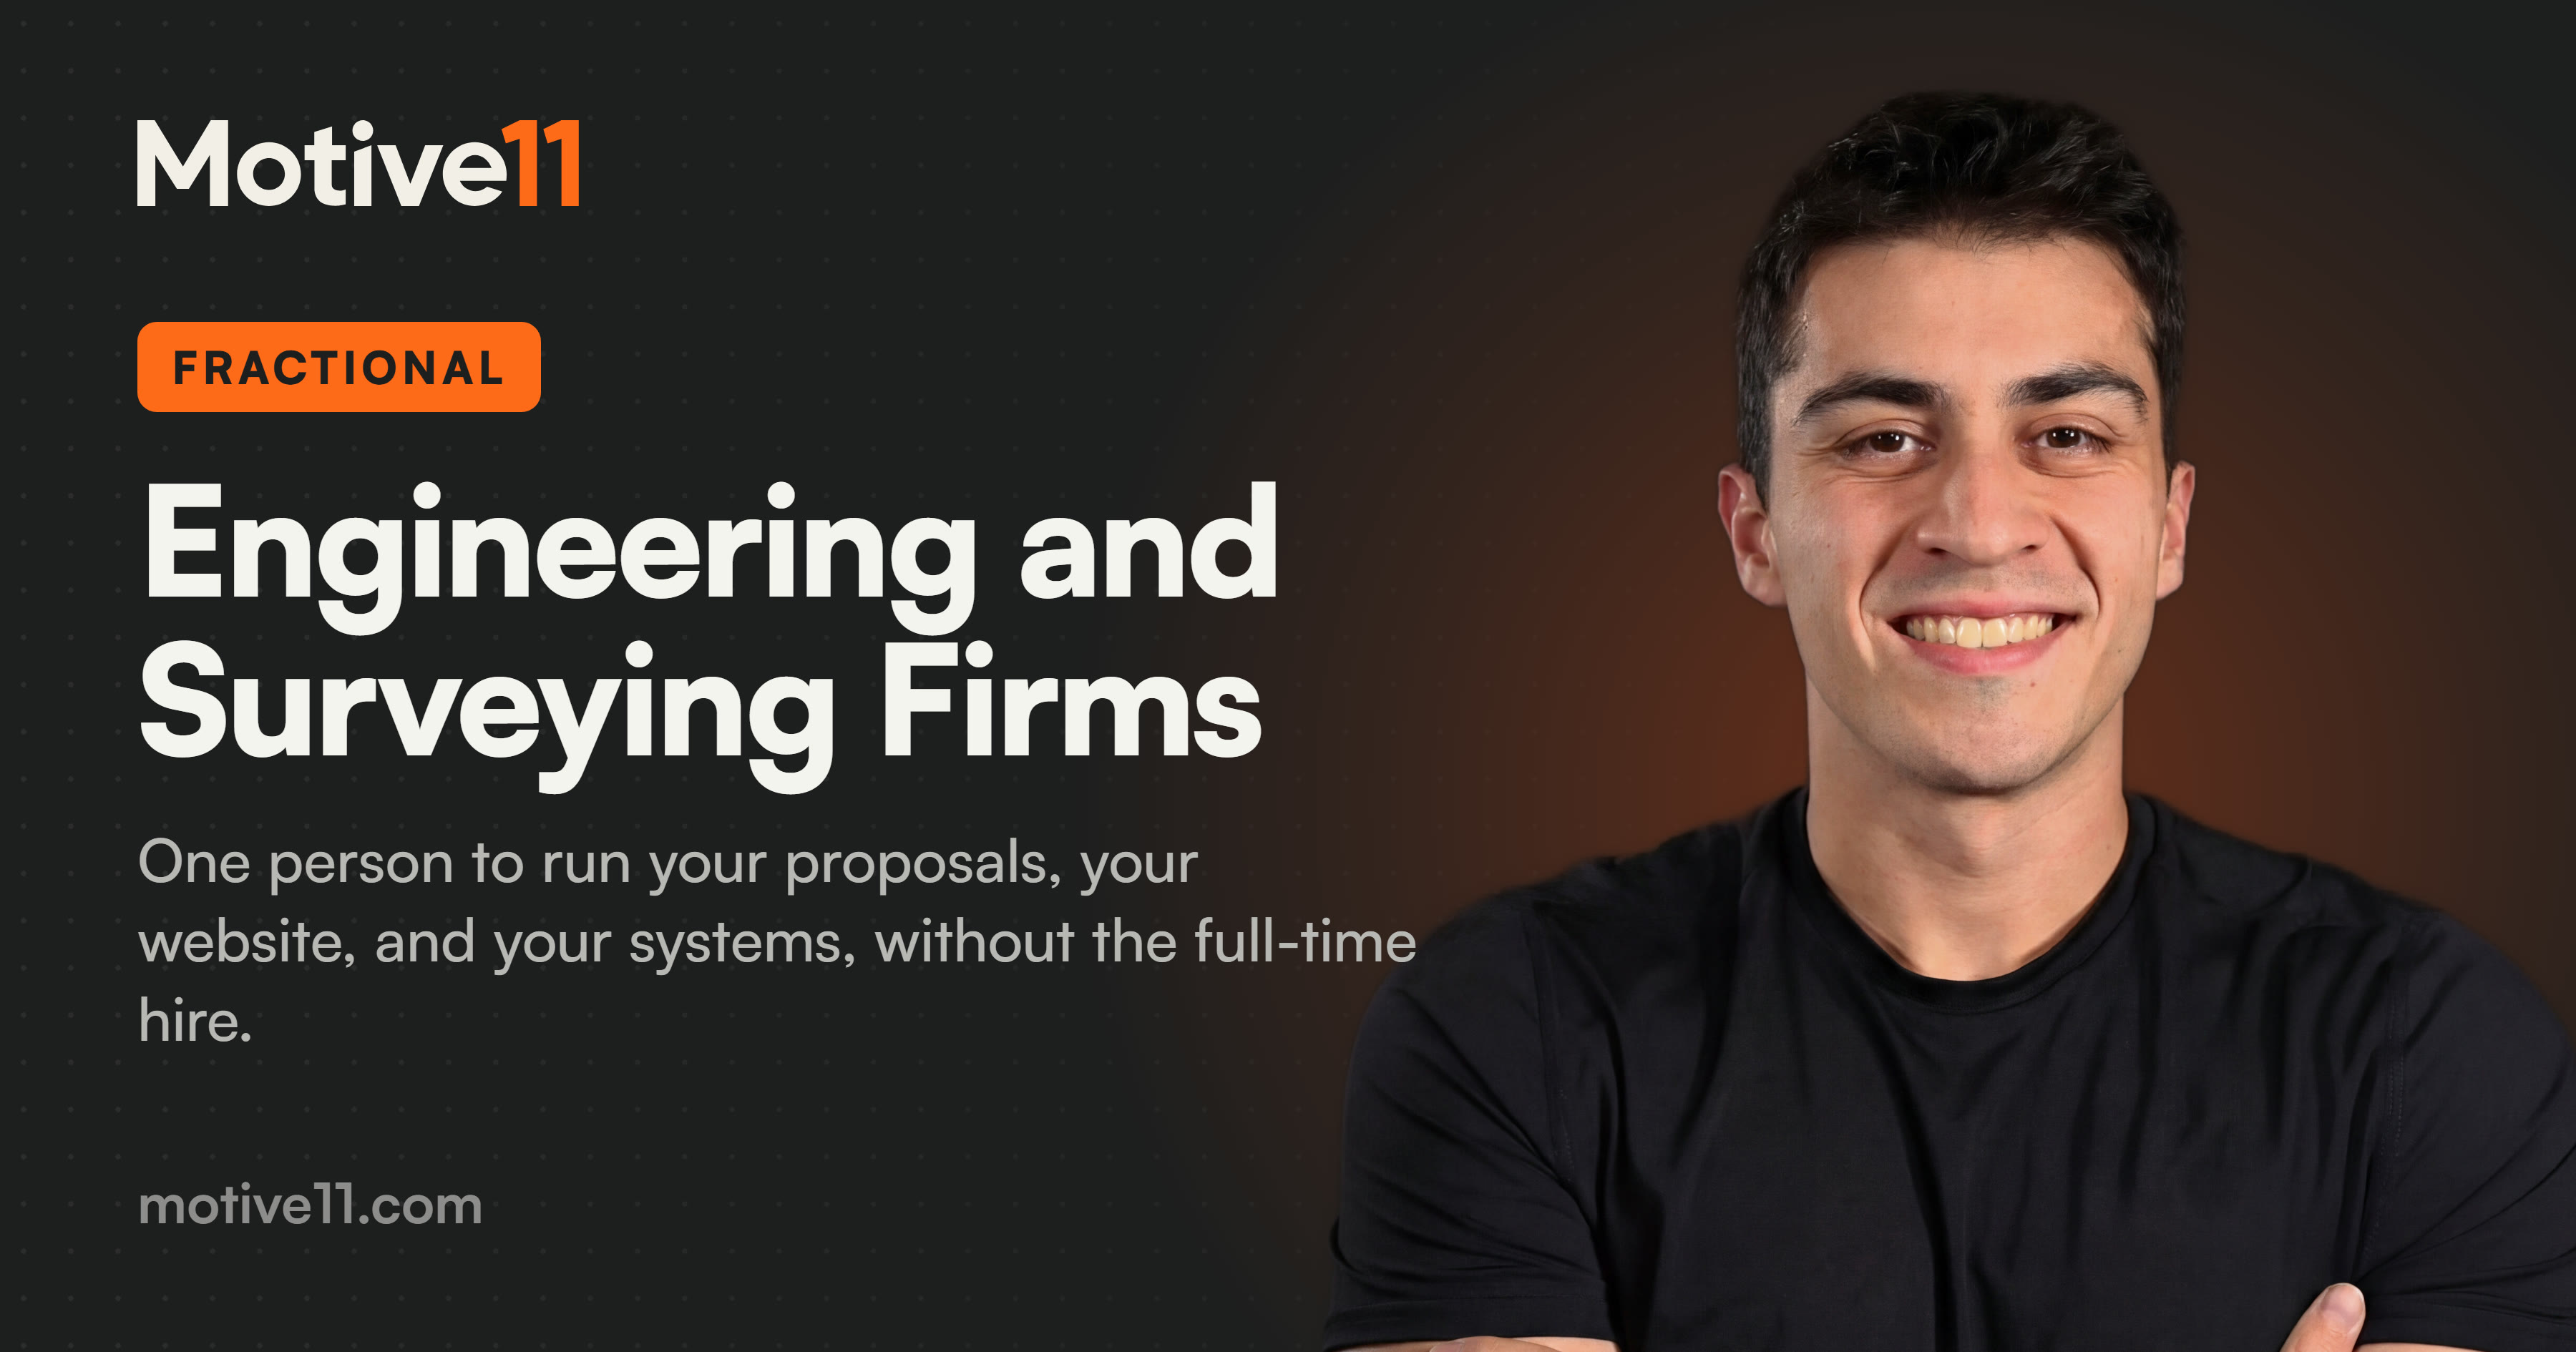 Motive11
FRACTIONAL
Engineering and
Surveying Firms
One person to run your proposals, your
website, and your systems, without the full-time
hire.
motive11.com